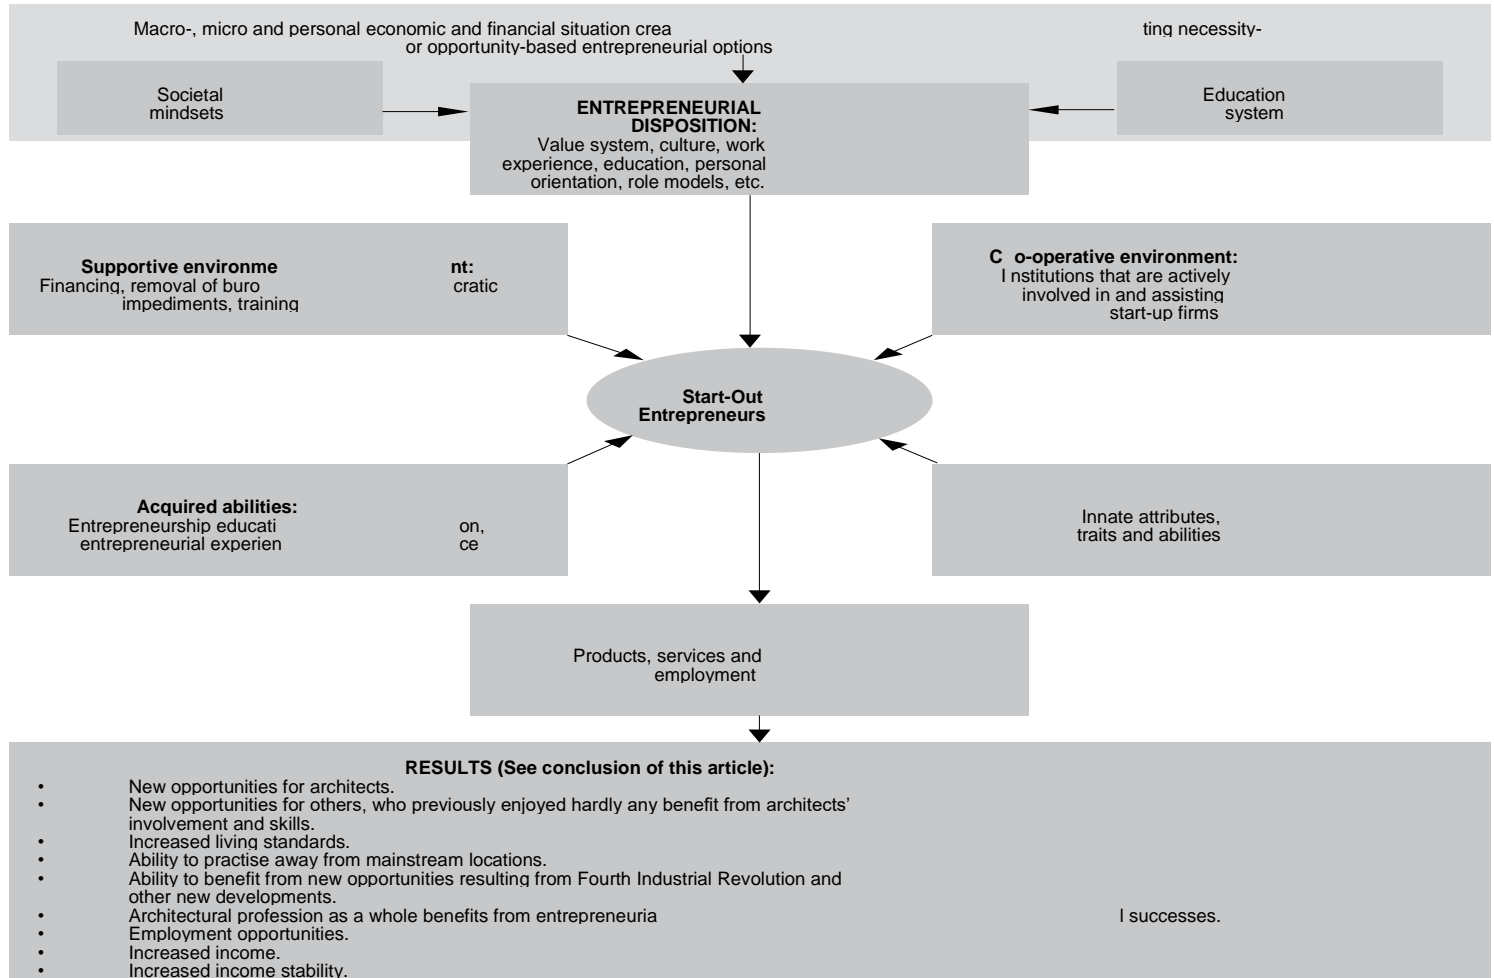 Macro-, micro and personal economic and financial situation crea ting necessity-
or opportunity-based entrepreneurial options
Societal
mindsets
ENTREPRENEURIAL
DISPOSITION:
Value system, culture, work
experience, education, personal
orientation, role models, etc.
Education
system
Supportive environme nt:
Financing, removal of buro cratic
impediments, training
C o-operative environment:
I nstitutions that are actively
involved in and assisting
start-up firms
Start-Out
Entrepreneurs
Acquired abilities:
Entrepreneurship educati on,
entrepreneurial experien ce
Innate attributes,
traits and abilities
Products, services and
employment
RESULTS (See conclusion of this article):
• New opportunities for architects.
• New opportunities for others, who previously enjoyed hardly any benefit from architects’
involvement and skills.
• Increased living standards.
• Ability to practise away from mainstream locations.
• Ability to benefit from new opportunities resulting from Fourth Industrial Revolution and
other new developments.
• Architectural profession as a whole benefits from entrepreneuria l successes.
• Employment opportunities.
• Increased income.
• Increased income stability.